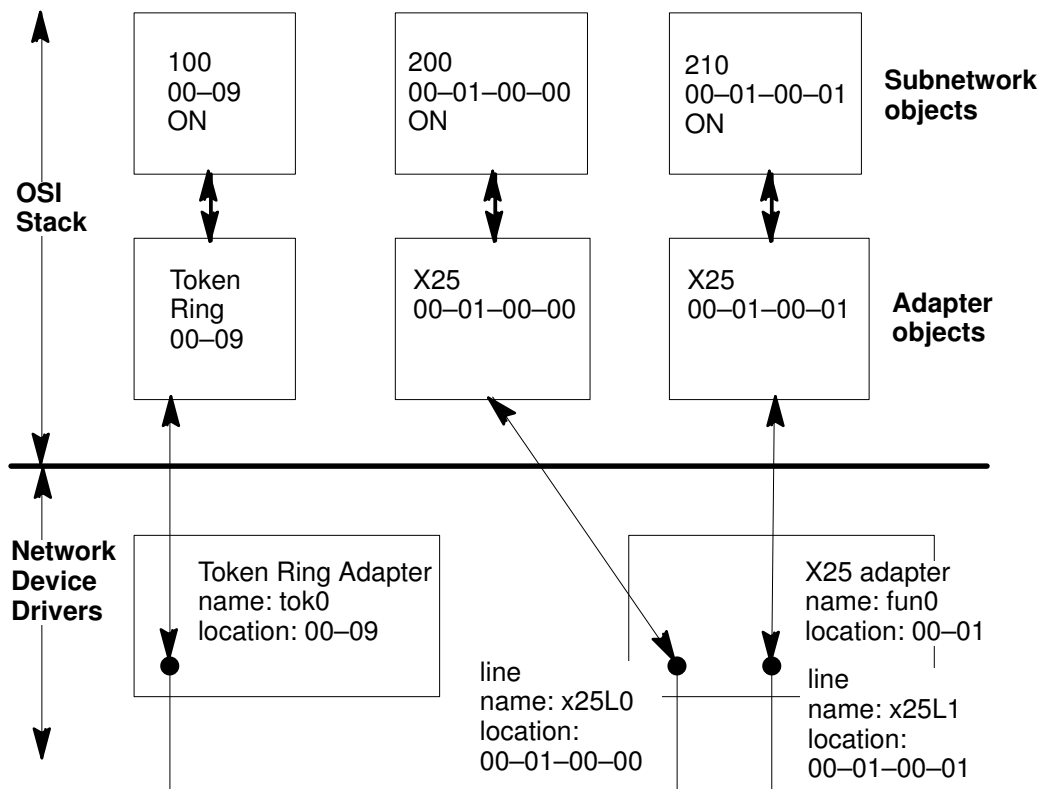 100
00–09
ON
200
00–01–00–00
ON
210
00–01–00–01
ON
Subnetwork
objects
OSI
Stack
Token
Ring
00–09
X25
00–01–00–00
X25
00–01–00–01
Adapter
objects
Network
Device
Drivers
Token Ring Adapter
name: tok0
location: 00–09
X25 adapter
name: fun0
location: 00–01
line
name: x25L0
location:
00–01–00–00
line
name: x25L1
location:
00–01–00–01